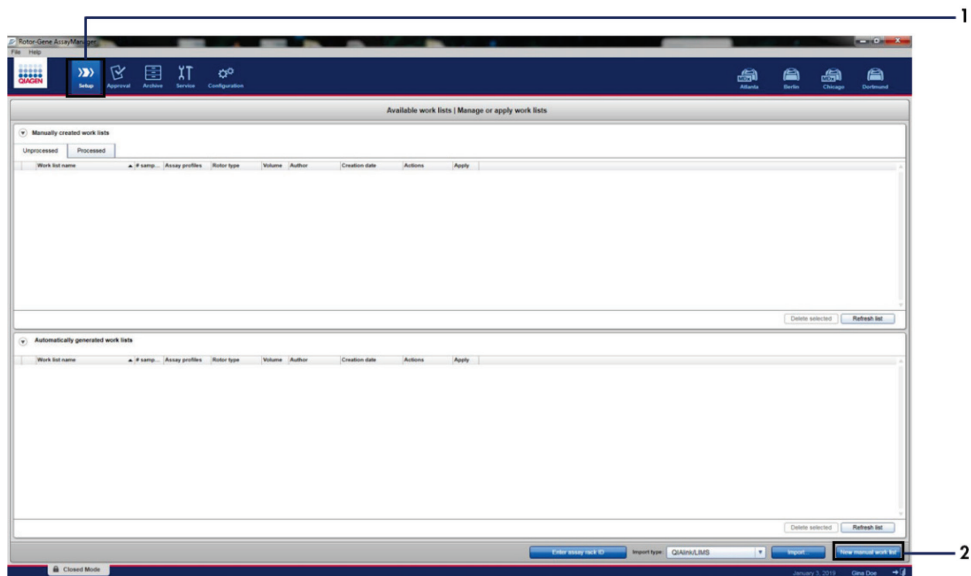 1
Rotor-Gene AssayManager
File Help
QIAGEN
Setup Approval Archive Service Configuration Atlanta Berlin Chicago Dortmund
Available work lists | Manage or apply work lists
Manually created work lists
Unprocessed Processed
Work list name # samp... Assay profiles Rotor type Volume Author Creation date Actions Apply
Delete selected Refresh list
Automatically generated work lists
Work list name # samp... Assay profiles Rotor type Volume Author Creation date Actions Apply
Delete selected Refresh list
Enter assay rack ID Import type QIAlink/LIMS Import... New manual work list
2
Closed Mode January 3, 2019 Gina Doe